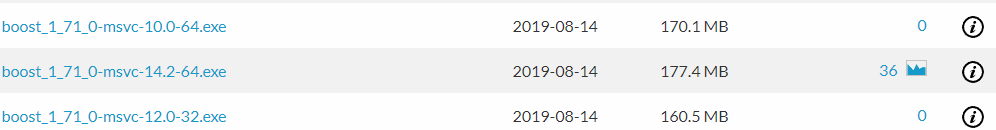 boost_1_71_0-msvc-10.0-64.exe 2019-08-14 170.1 MB 0
boost_1_71_0-msvc-14.2-64.exe 2019-08-14 177.4 MB 36
boost_1_71_0-msvc-12.0-32.exe 2019-08-14 160.5 MB 0